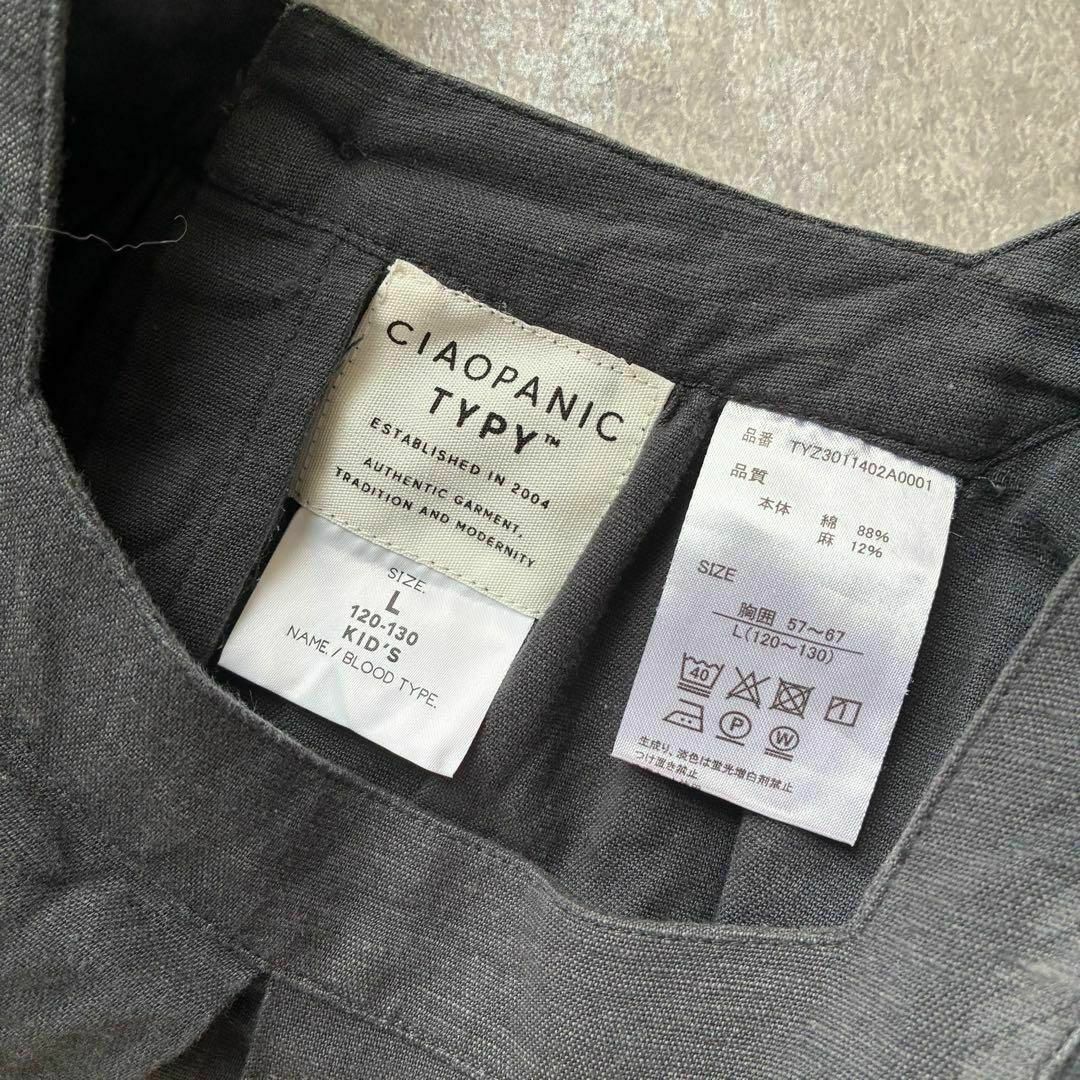 CIAOPANIC
TYPY™
ESTABLISHED IN 2004
AUTHENTIC GARMENT,
TRADITION AND MODERNITY
SIZE.
L
120-130
KID'S
NAME./BLOOD TYPE.
品番 TYZ3011402A0001
品質
本体 綿 88%
麻 12%
SIZE
胸囲 57〜67
L(120〜130)
40
1
P W
生成り、淡色は蛍光増白剤禁止
つけ置き禁止